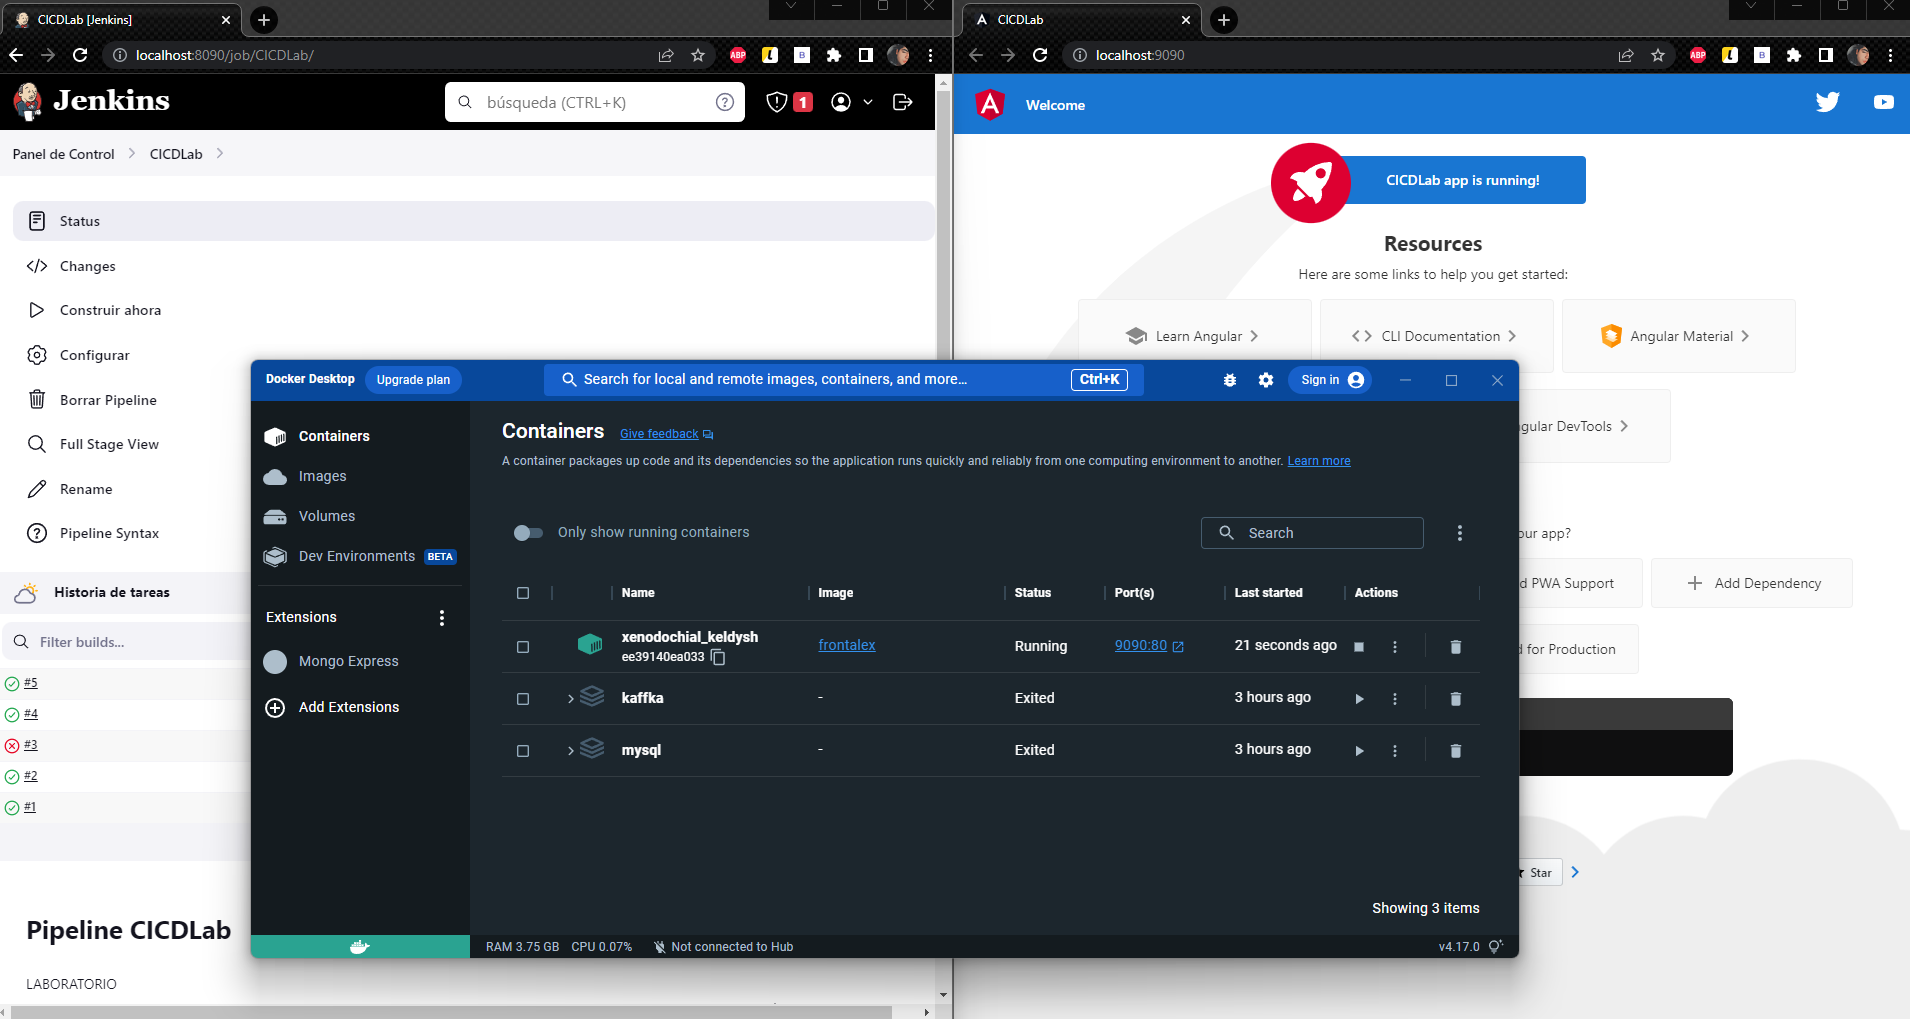 CICDLab [Jenkins]
localhost:8090/job/CICDLab/
ABP
B
Jenkins
búsqueda (CTRL+K)
1
Panel de Control
CICDLab
Status
Changes
Construir ahora
Configurar
Borrar Pipeline
Full Stage View
Rename
Pipeline Syntax
Historia de tareas
Filter builds...
#5
#4
#3
#2
#1
Pipeline CICDLab
LABORATORIO
CICDLab
localhost:9090
ABP
B
Welcome
CICDLab app is running!
Resources
Here are some links to help you get started:
Learn Angular
CLI Documentation
Angular Material
ngular DevTools
our app?
d PWA Support
Add Dependency
d for Production
Star
Docker Desktop
Upgrade plan
Search for local and remote images, containers, and more...
Ctrl+K
Sign in
Containers
Images
Volumes
Dev Environments BETA
Extensions
Mongo Express
Add Extensions
Containers
Give feedback
A container packages up code and its dependencies so the application runs quickly and reliably from one computing environment to another. Learn more
Only show running containers
Search
Name Image Status Port(s) Last started Actions
xenodochial_keldysh
ee39140ea033
frontalex Running 9090:80 21 seconds ago
kaffka - Exited 3 hours ago
mysql - Exited 3 hours ago
Showing 3 items
RAM 3.75 GB CPU 0.07% Not connected to Hub
v4.17.0